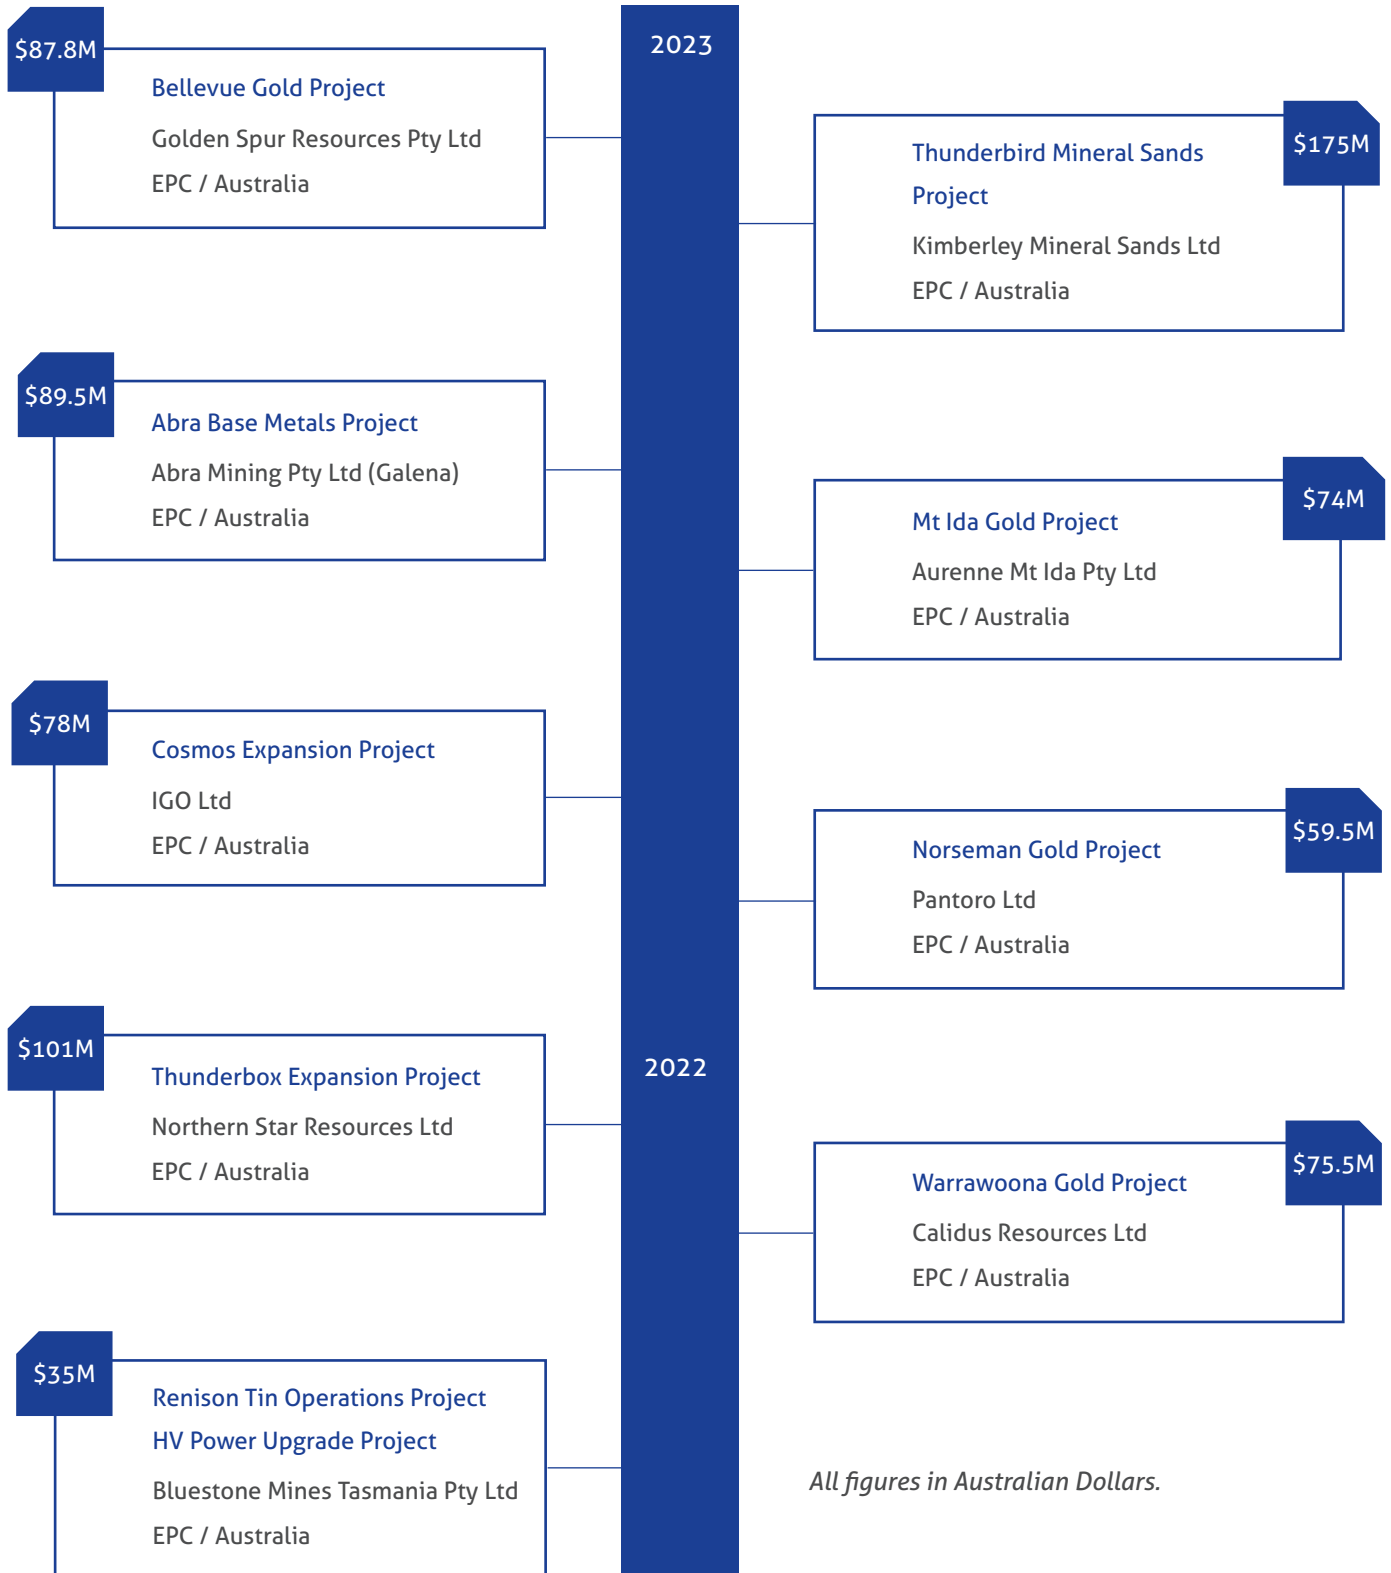 2023
$87.8M
Bellevue Gold Project
Golden Spur Resources Pty Ltd
EPC / Australia
$175M
Thunderbird Mineral Sands
Project
Kimberley Mineral Sands Ltd
EPC / Australia
$89.5M
Abra Base Metals Project
Abra Mining Pty Ltd (Galena)
EPC / Australia
$74M
Mt Ida Gold Project
Aurenne Mt Ida Pty Ltd
EPC / Australia
$78M
Cosmos Expansion Project
IGO Ltd
EPC / Australia
$59.5M
Norseman Gold Project
Pantoro Ltd
EPC / Australia
2022
$101M
Thunderbox Expansion Project
Northern Star Resources Ltd
EPC / Australia
$75.5M
Warrawoona Gold Project
Calidus Resources Ltd
EPC / Australia
$35M
Renison Tin Operations Project
HV Power Upgrade Project
Bluestone Mines Tasmania Pty Ltd
EPC / Australia
All figures in Australian Dollars.